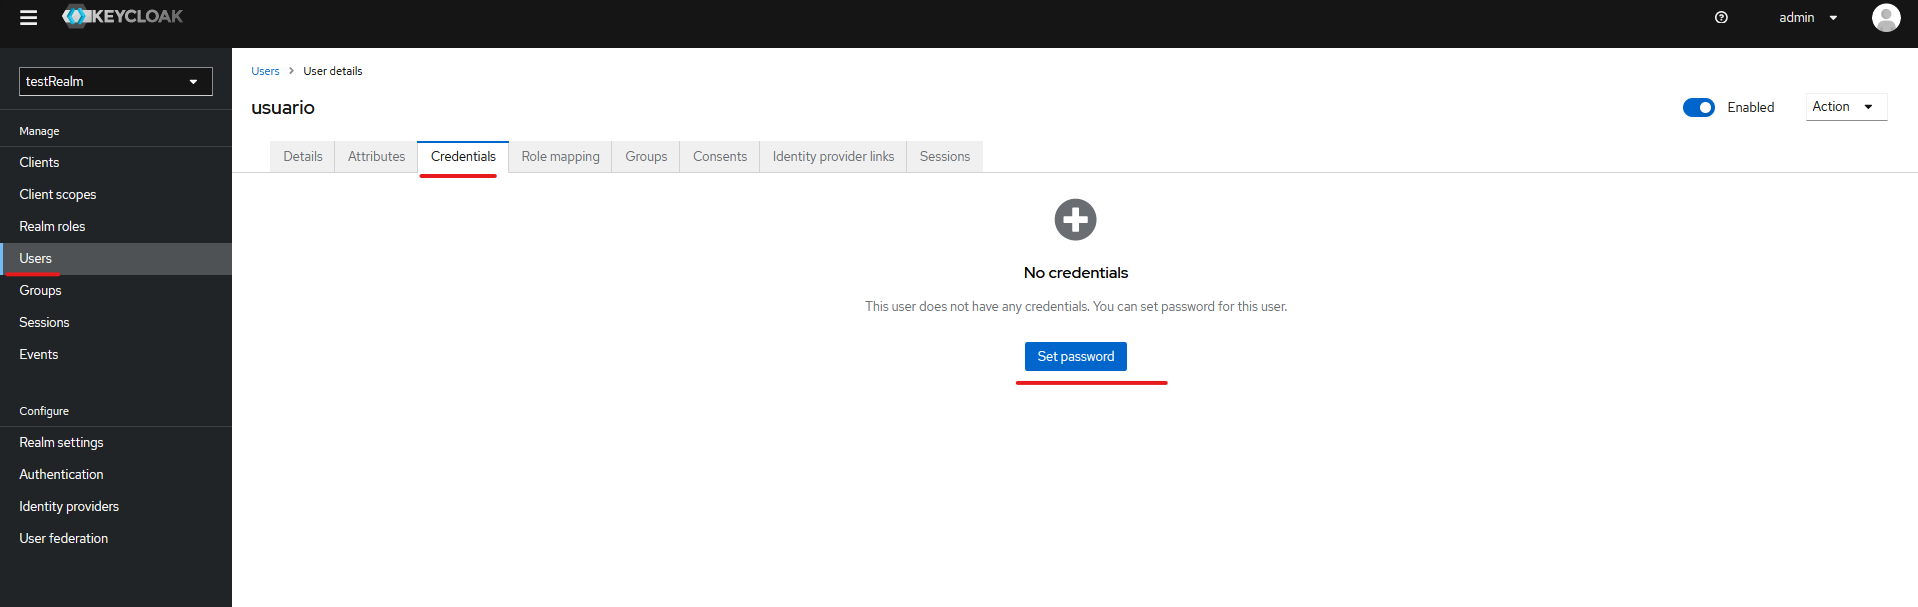 KEYCLOAK
admin
testRealm
Manage
Clients
Client scopes
Realm roles
Users
Groups
Sessions
Events
Configure
Realm settings
Authentication
Identity providers
User federation
Users > User details
usuario
Enabled
Action
Details Attributes Credentials Role mapping Groups Consents Identity provider links Sessions
No credentials
This user does not have any credentials. You can set password for this user.
Set password